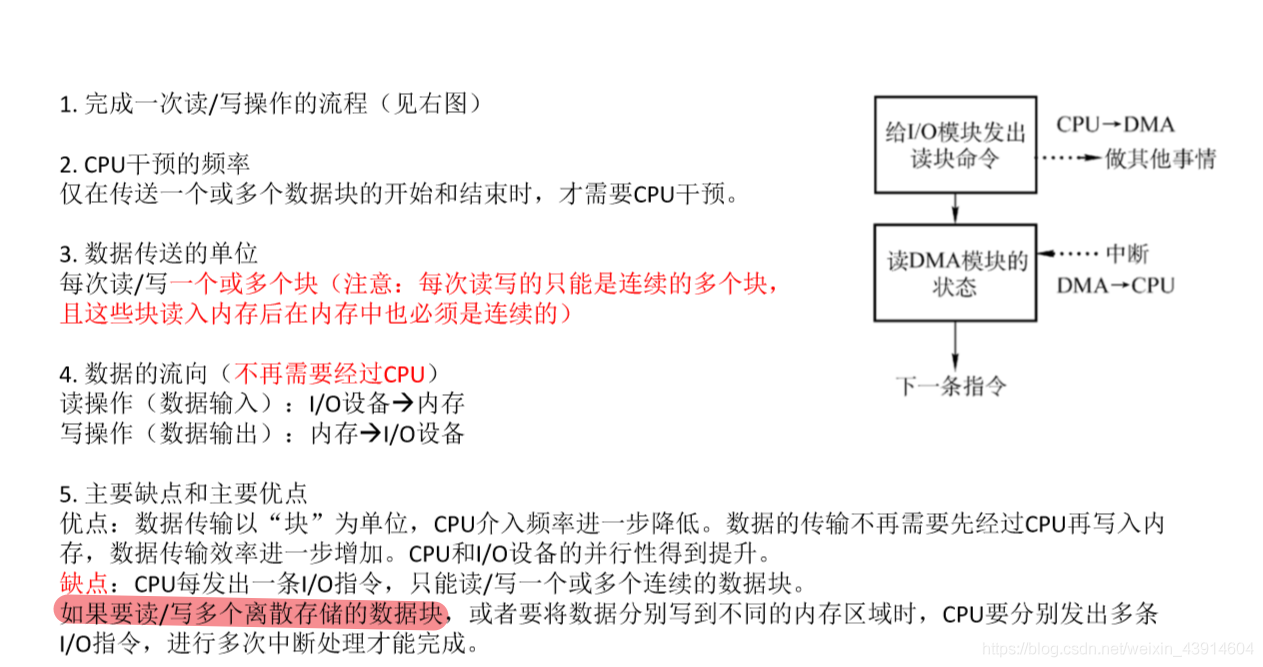 1. 完成一次读/写操作的流程（见右图）
2. CPU干预的频率
仅在传送一个或多个数据块的开始和结束时，才需要CPU干预。
3. 数据传送的单位
每次读/写一个或多个块（注意：每次读写的只能是连续的多个块，
且这些块读入内存后在内存中也必须是连续的）
4. 数据的流向（不再需要经过CPU）
读操作（数据输入）：I/O设备→内存
写操作（数据输出）：内存→I/O设备
5. 主要缺点和主要优点
优点：数据传输以“块”为单位，CPU介入频率进一步降低。数据的传输不再需要先经过CPU再写入内
存，数据传输效率进一步增加。CPU和I/O设备的并行性得到提升。
缺点：CPU每发出一条I/O指令，只能读/写一个或多个连续的数据块。
如果要读/写多个离散存储的数据块，或者要将数据分别写到不同的内存区域时，CPU要分别发出多条
I/O指令，进行多次中断处理才能完成。
给I/O模块发出
读块命令
CPU→DMA
做其他事情
读DMA模块的
状态
中断
DMA→CPU
下一条指令
https://blog.csdn.net/weixin_43914604